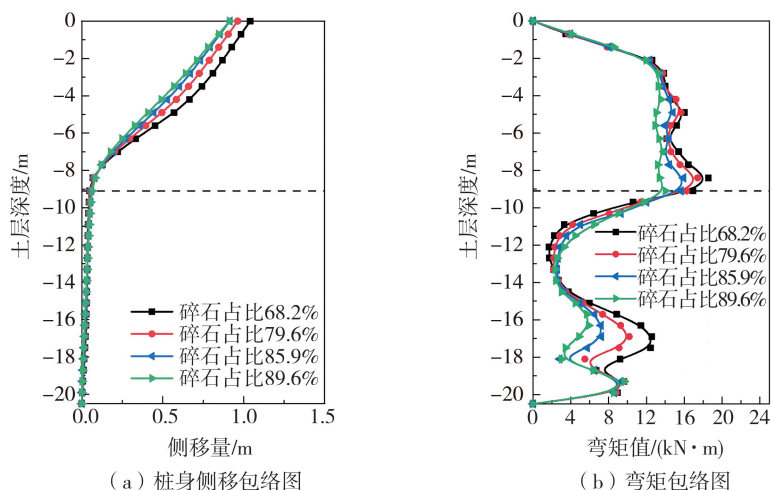 0
-2
-4
-6
-8
-10
-12
-14
-16
-18
-20
土层深度/m
碎石占比68.2%
碎石占比79.6%
碎石占比85.9%
碎石占比89.6%
0.0 0.5 1.0 1.5
侧移量/m
(a)桩身侧移包络图
0
-2
-4
-6
-8
-10
-12
-14
-16
-18
-20
土层深度/m
碎石占比68.2%
碎石占比79.6%
碎石占比85.9%
碎石占比89.6%
0 4 8 12 16 20 24
弯矩值/(kN·m)
(b)弯矩包络图